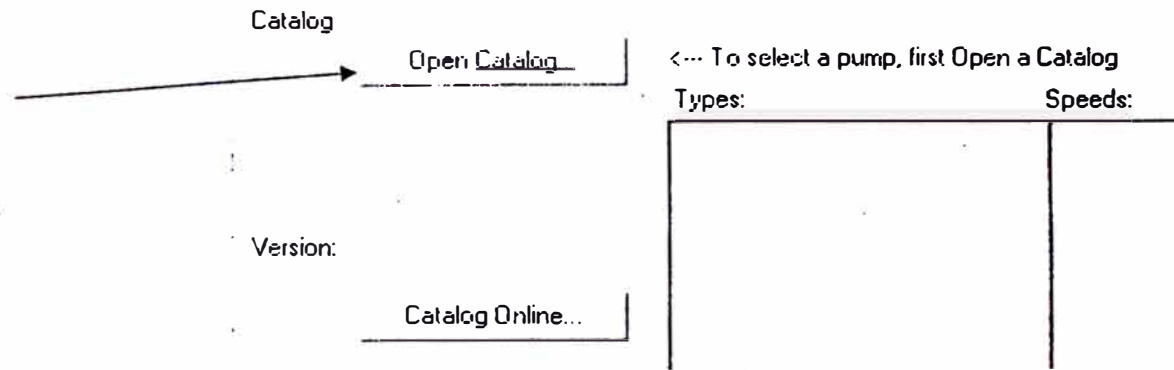 Catalog
Open Catalog...
<--- To select a pump, first Open a Catalog
Types:
Speeds:
Version:
Catalog Online...